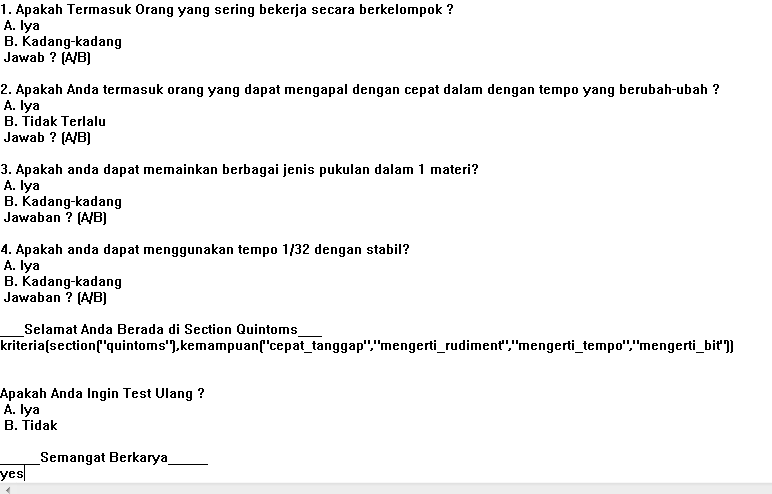 1. Apakah Termasuk Orang yang sering bekerja secara berkelompok ?
A. Iya
B. Kadang-kadang
Jawab ? (A/B)
2. Apakah Anda termasuk orang yang dapat mengapal dengan cepat dalam dengan tempo yang berubah-ubah ?
A. Iya
B. Tidak Terlalu
Jawab ? (A/B)
3. Apakah anda dapat memainkan berbagai jenis pukulan dalam 1 materi?
A. Iya
B. Kadang-kadang
Jawaban ? (A/B)
4. Apakah anda dapat menggunakan tempo 1/32 dengan stabil?
A. Iya
B. Kadang-kadang
Jawaban ? (A/B)
___Selamat Anda Berada di Section Quintoms___
kriteria(section("quintoms"),kemampuan("cepat_tanggap","mengerti_rudiment","mengerti_tempo","mengerti_bit"))
Apakah Anda Ingin Test Ulang ?
A. Iya
B. Tidak
_____Semangat Berkarya_____
yes